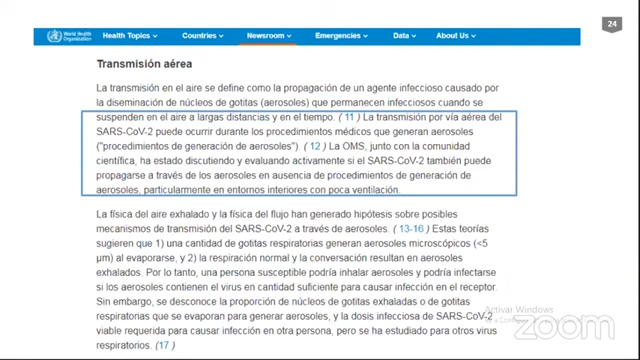 24
World Health Organization
Health Topics
Countries
Newsroom
Emergencies
Data
About Us
Transmisión aérea
La transmisión en el aire se define como la propagación de un agente infeccioso causado por
la diseminación de núcleos de gotitas (aerosoles) que permanecen infecciosos cuando se
suspenden en el aire a largas distancias y en el tiempo. (11) La transmisión por vía aérea del
SARS-CoV-2 puede ocurrir durante los procedimientos médicos que generan aerosoles
("procedimientos de generación de aerosoles"). (12) La OMS, junto con la comunidad
científica, ha estado discutiendo y evaluando activamente si el SARS-CoV-2 también puede
propagarse a través de los aerosoles en ausencia de procedimientos de generación de
aerosoles, particularmente en entornos interiores con poca ventilación.
La física del aire exhalado y la física del flujo han generado hipótesis sobre posibles
mecanismos de transmisión del SARS-CoV-2 a través de aerosoles. (13-16) Estas teorías
sugieren que 1) una cantidad de gotitas respiratorias generan aerosoles microscópicos (<5
µm) al evaporarse, y 2) la respiración normal y la conversación resultan en aerosoles
exhalados. Por lo tanto, una persona susceptible podría inhalar aerosoles y podría infectarse
si los aerosoles contienen el virus en cantidad suficiente para causar infección en el receptor.
Sin embargo, se desconoce la proporción de núcleos de gotitas exhaladas o de gotitas
respiratorias que se evaporan para generar aerosoles, y la dosis infecciosa de SARS-CoV-2
viable requerida para causar infección en otra persona, pero se ha estudiado para otros virus
respiratorios. (17)
Activar Windows
zoom